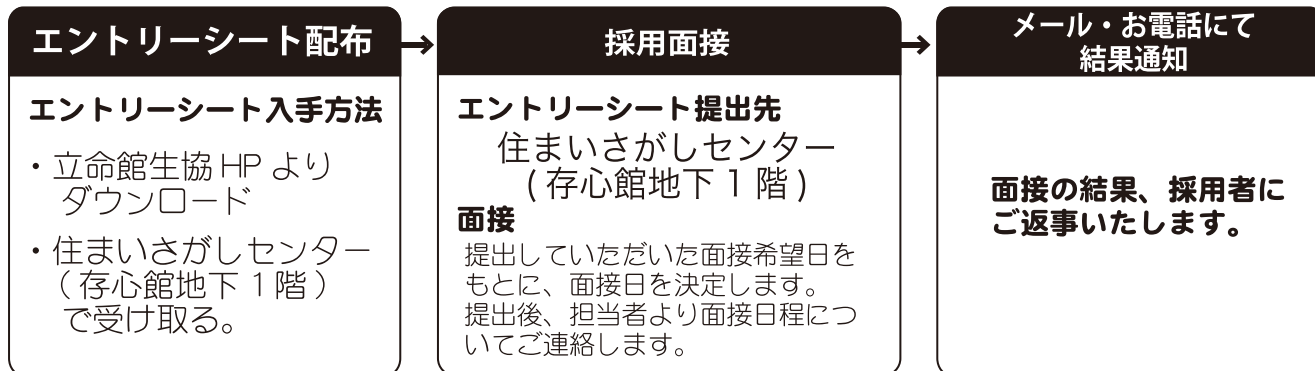 エントリーシート配布
エントリーシート入手方法
・立命館生協 HP より
ダウンロード
・住まいさがしセンター
(存心館地下1階)
で受け取る。
採用面接
エントリーシート提出先
住まいさがしセンター
(存心館地下1階)
面接
提出していただいた面接希望日を
もとに、面接日を決定します。
提出後、担当者より面接日程につ
いてご連絡します。
メール・お電話にて
結果通知
面接の結果、採用者に
ご返事いたします。